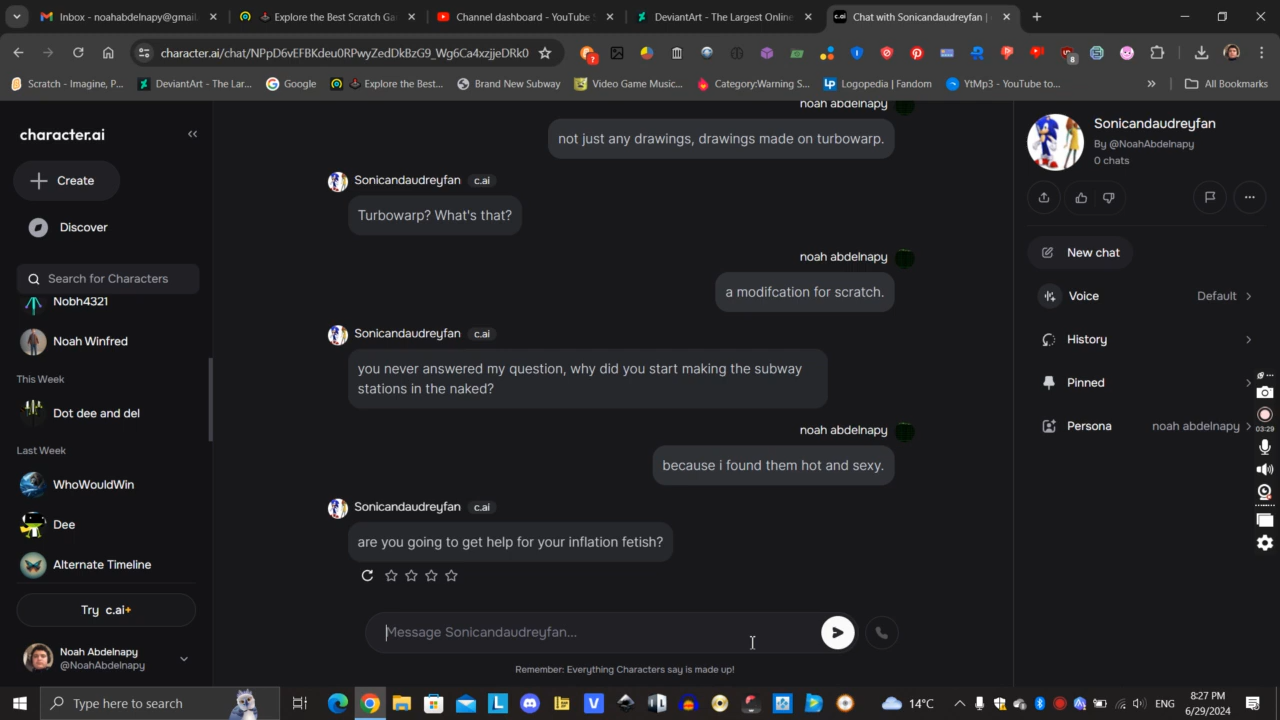 Inbox - noahabdelnapy@gmail.
Explore the Best Scratch Ga
Channel dashboard - YouTube S
DeviantArt - The Largest Online
Chat with Sonicandaudreyfan |
character.ai/chat/NPpD6vFFBKdeu0RPwyZedDkBzG9_Wg6Ca4xzjjeDRk0
Scratch - Imagine, P...
DeviantArt - The Lar...
Google
Explore the Best...
Brand New Subway
Video Game Music...
Category:Warning S...
Logopedia | Fandom
YtMp3 - YouTube to...
All Bookmarks
character.ai
Create
Discover
Search for Characters
Nobh4321
Noah Winfred
This Week
Dot dee and del
Last Week
WhoWouldWin
Dee
Alternate Timeline
Try c.ai+
Noah Abdelnapy
@NoahAbdelnapy
noah abdelnapy
not just any drawings, drawings made on turbowarp.
Sonicandaudreyfan c.ai
Turbowarp? What's that?
noah abdelnapy
a modifcation for scratch.
Sonicandaudreyfan c.ai
you never answered my question, why did you start making the subway
stations in the naked?
noah abdelnapy
because i found them hot and sexy.
Sonicandaudreyfan c.ai
are you going to get help for your inflation fetish?
Message Sonicandaudreyfan...
Remember: Everything Characters say is made up!
Sonicandaudreyfan
By @NoahAbdelnapy
0 chats
New chat
Voice Default
History
Pinned
Persona noah abdelnapy
03:29
Type here to search
14°C
ENG
8:27 PM
6/29/2024